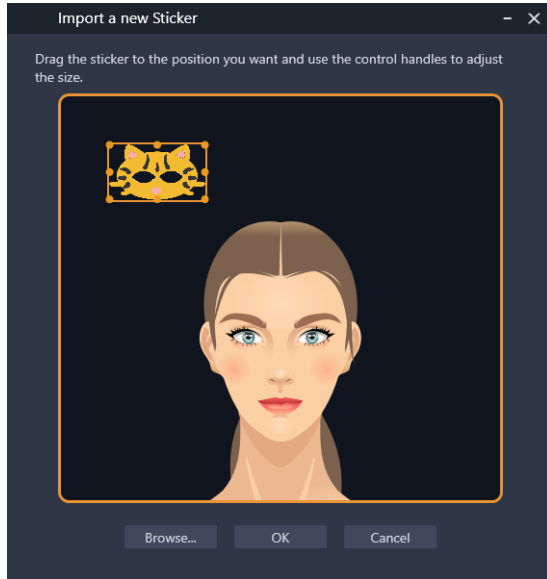 Import a new Sticker
Drag the sticker to the position you want and use the control handles to adjust
the size.
Browse...
OK
Cancel